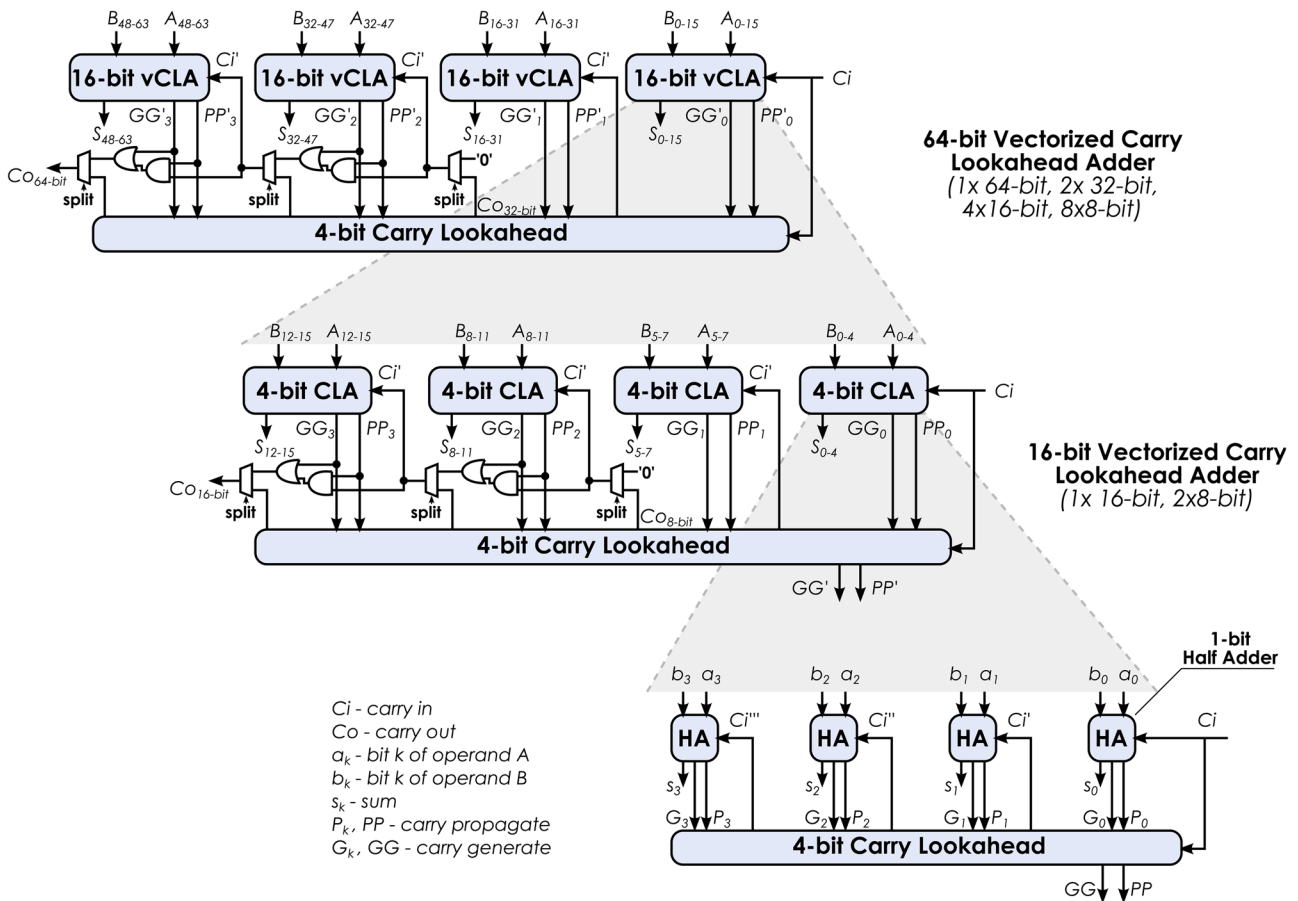 B48-63 A48-63 B32-47 A32-47 B16-31 A16-31 B0-15 A0-15
Ci' Ci' Ci'
16-bit vCLA 16-bit vCLA 16-bit vCLA 16-bit vCLA Ci
GG'3 PP'3 GG'2 PP'2 GG'1 PP'1 GG'0 PP'0
S48-63 S32-47 S16-31 S0-15
'0'
Co64-bit
split split split
Co32-bit
4-bit Carry Lookahead
64-bit Vectorized Carry
Lookahead Adder
(1x 64-bit, 2x 32-bit,
4x16-bit, 8x8-bit)
B12-15 A12-15 B8-11 A8-11 B5-7 A5-7 B0-4 A0-4
Ci' Ci' Ci'
4-bit CLA 4-bit CLA 4-bit CLA 4-bit CLA Ci
GG3 PP3 GG2 PP2 GG1 PP1 GG0 PP0
S12-15 S8-11 S5-7 S0-4
'0'
Co16-bit
split split split
Co8-bit
4-bit Carry Lookahead
GG' PP'
16-bit Vectorized Carry
Lookahead Adder
(1x 16-bit, 2x8-bit)
1-bit
Half Adder
b3 a3 b2 a2 b1 a1 b0 a0
Ci''' Ci'' Ci' Ci
HA HA HA HA
s3 s2 s1 s0
G3 P3 G2 P2 G1 P1 G0 P0
4-bit Carry Lookahead
GG PP
Ci - carry in
Co - carry out
ak - bit k of operand A
bk - bit k of operand B
sk - sum
Pk, PP - carry propagate
Gk, GG - carry generate